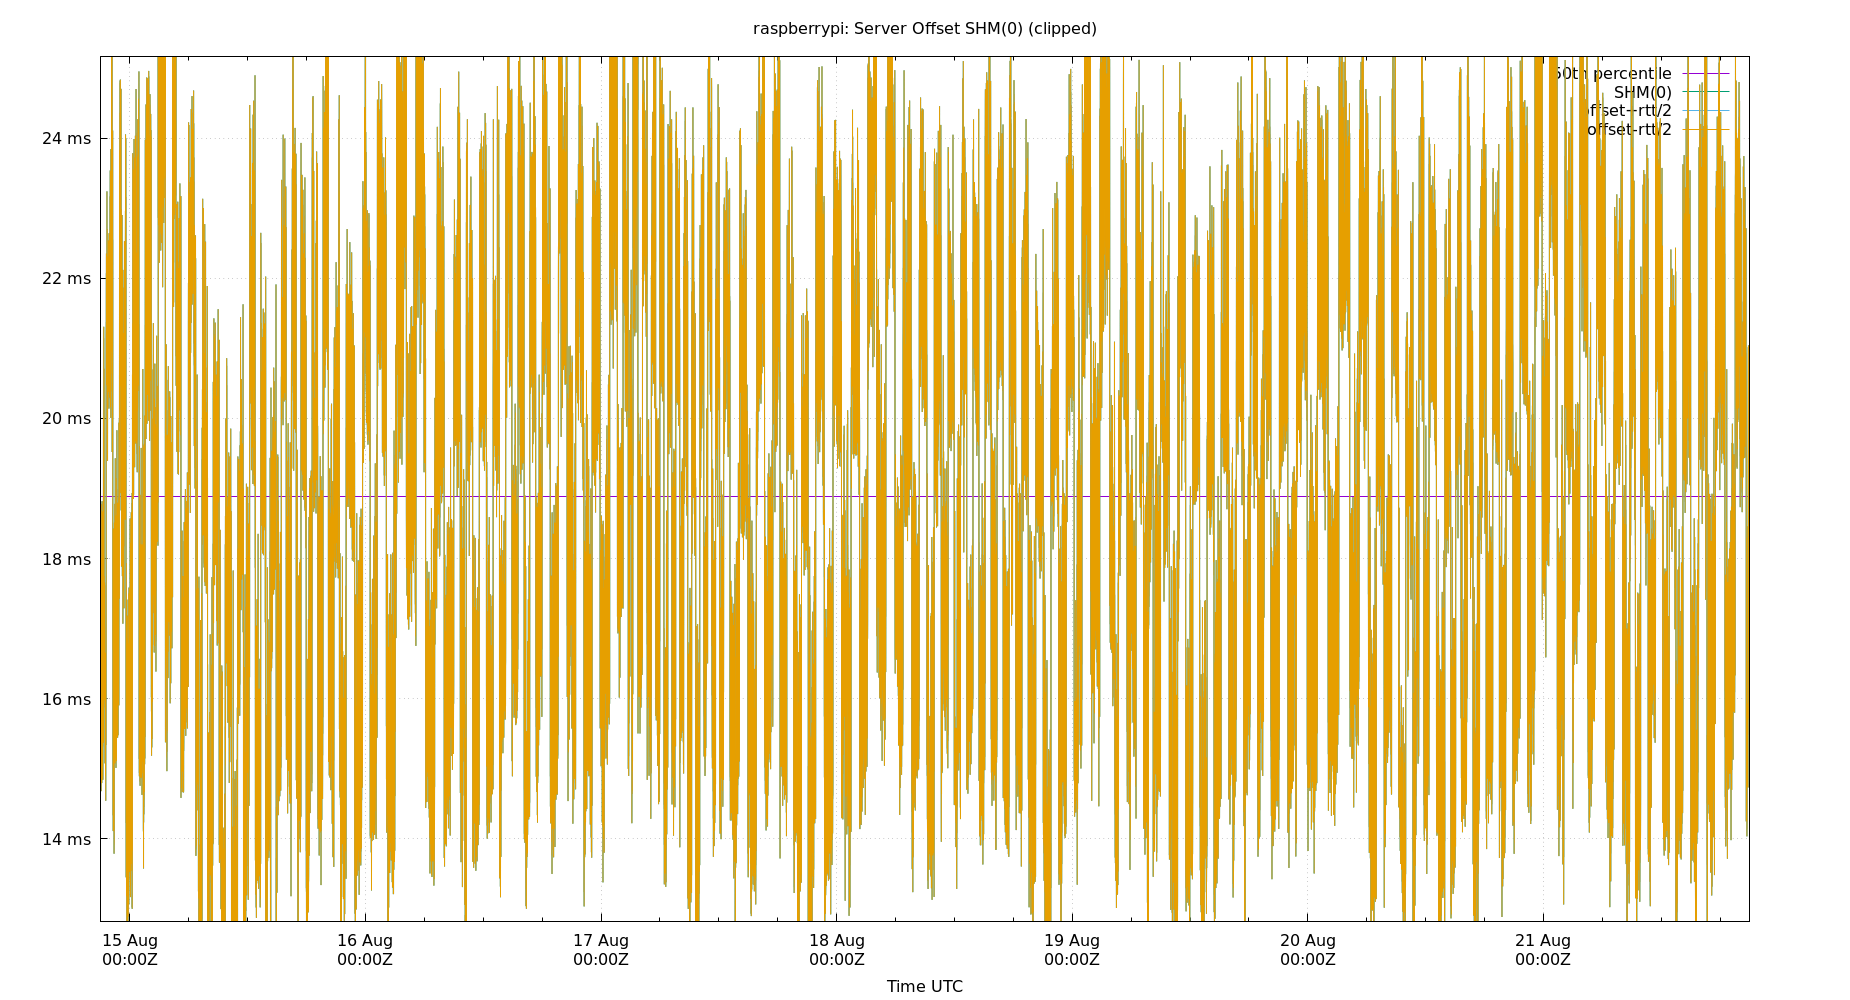 raspberrypi: Server Offset SHM(0) (clipped)
50th percentile
SHM(0)
offset--rtt/2
offset-rtt/2
24 ms
22 ms
20 ms
18 ms
16 ms
14 ms
15 Aug 16 Aug 17 Aug 18 Aug 19 Aug 20 Aug 21 Aug
00:00Z 00:00Z 00:00Z 00:00Z 00:00Z 00:00Z 00:00Z
Time UTC